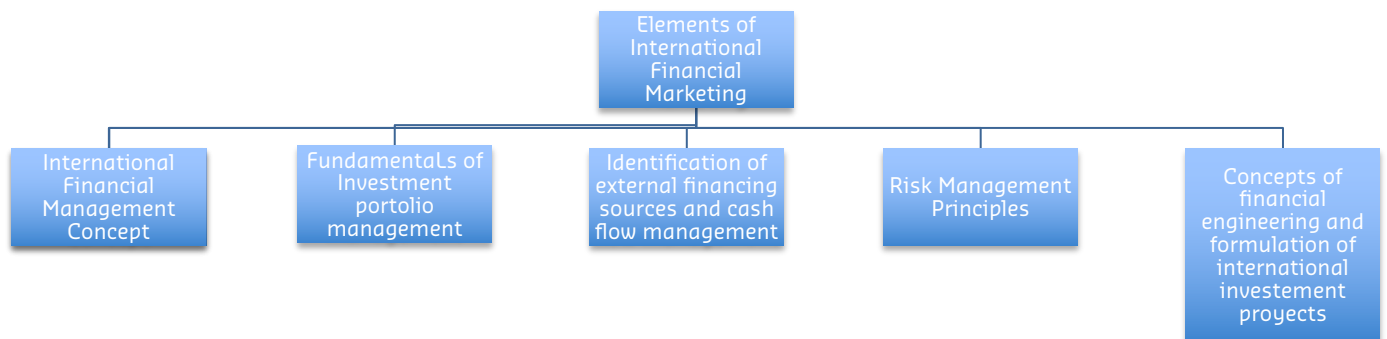 Elements of
International
Financial
Marketing
International
Financial
Management
Concept
FundamentaLs of
Investment
portolio
management
Identification of
external financing
sources and cash
flow management
Risk Management
Principles
Concepts of
financial
engineering and
formulation of
international
investement
proyects